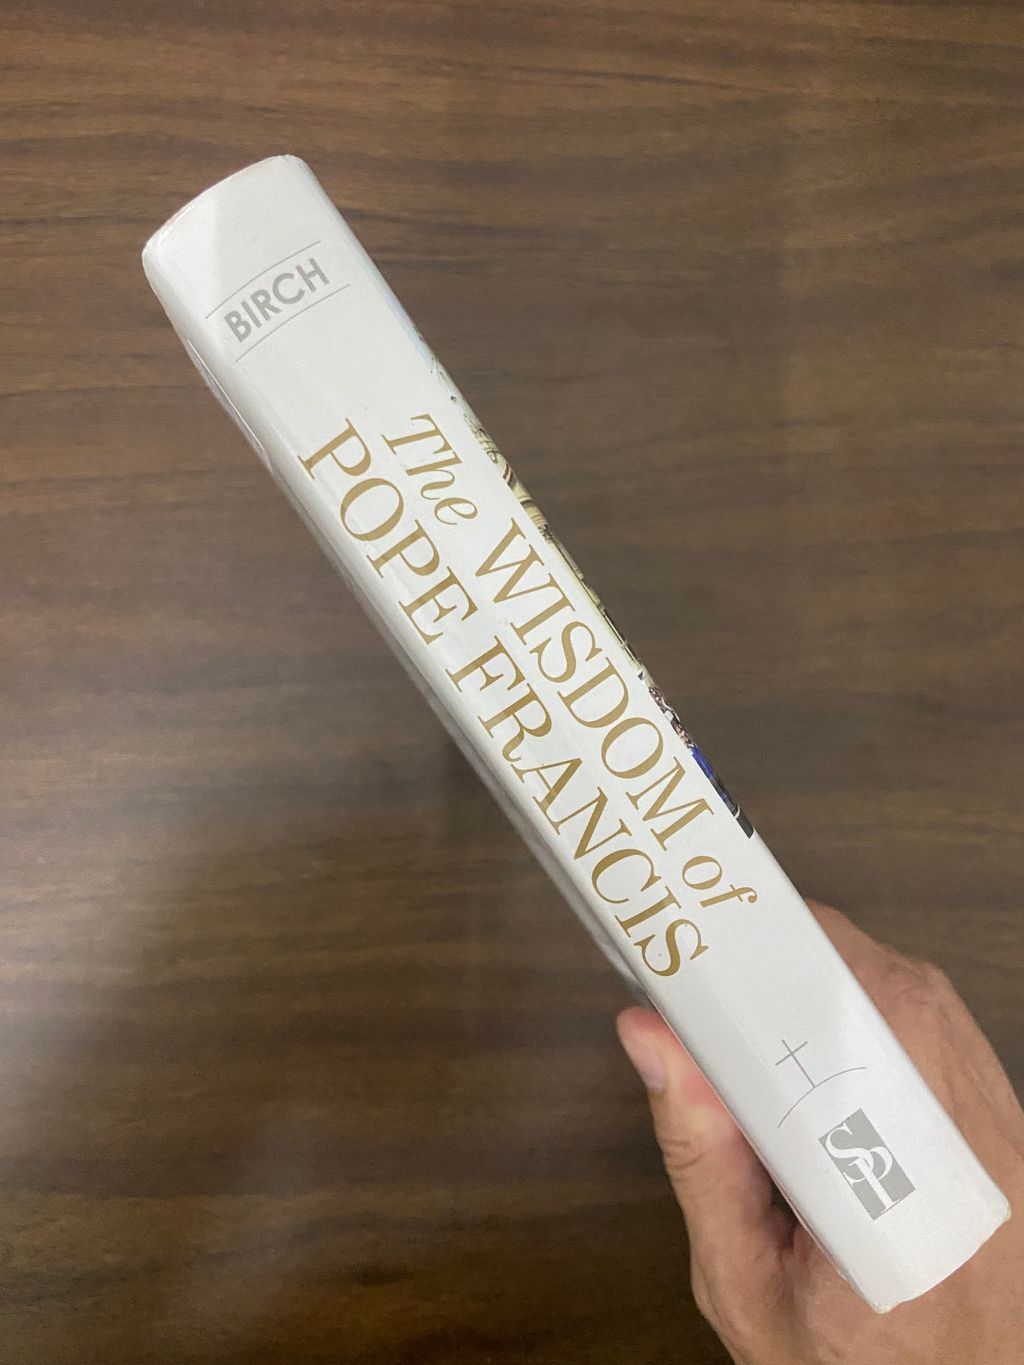 BIRCH
The WISDOM of
POPE FRANCIS
SPI